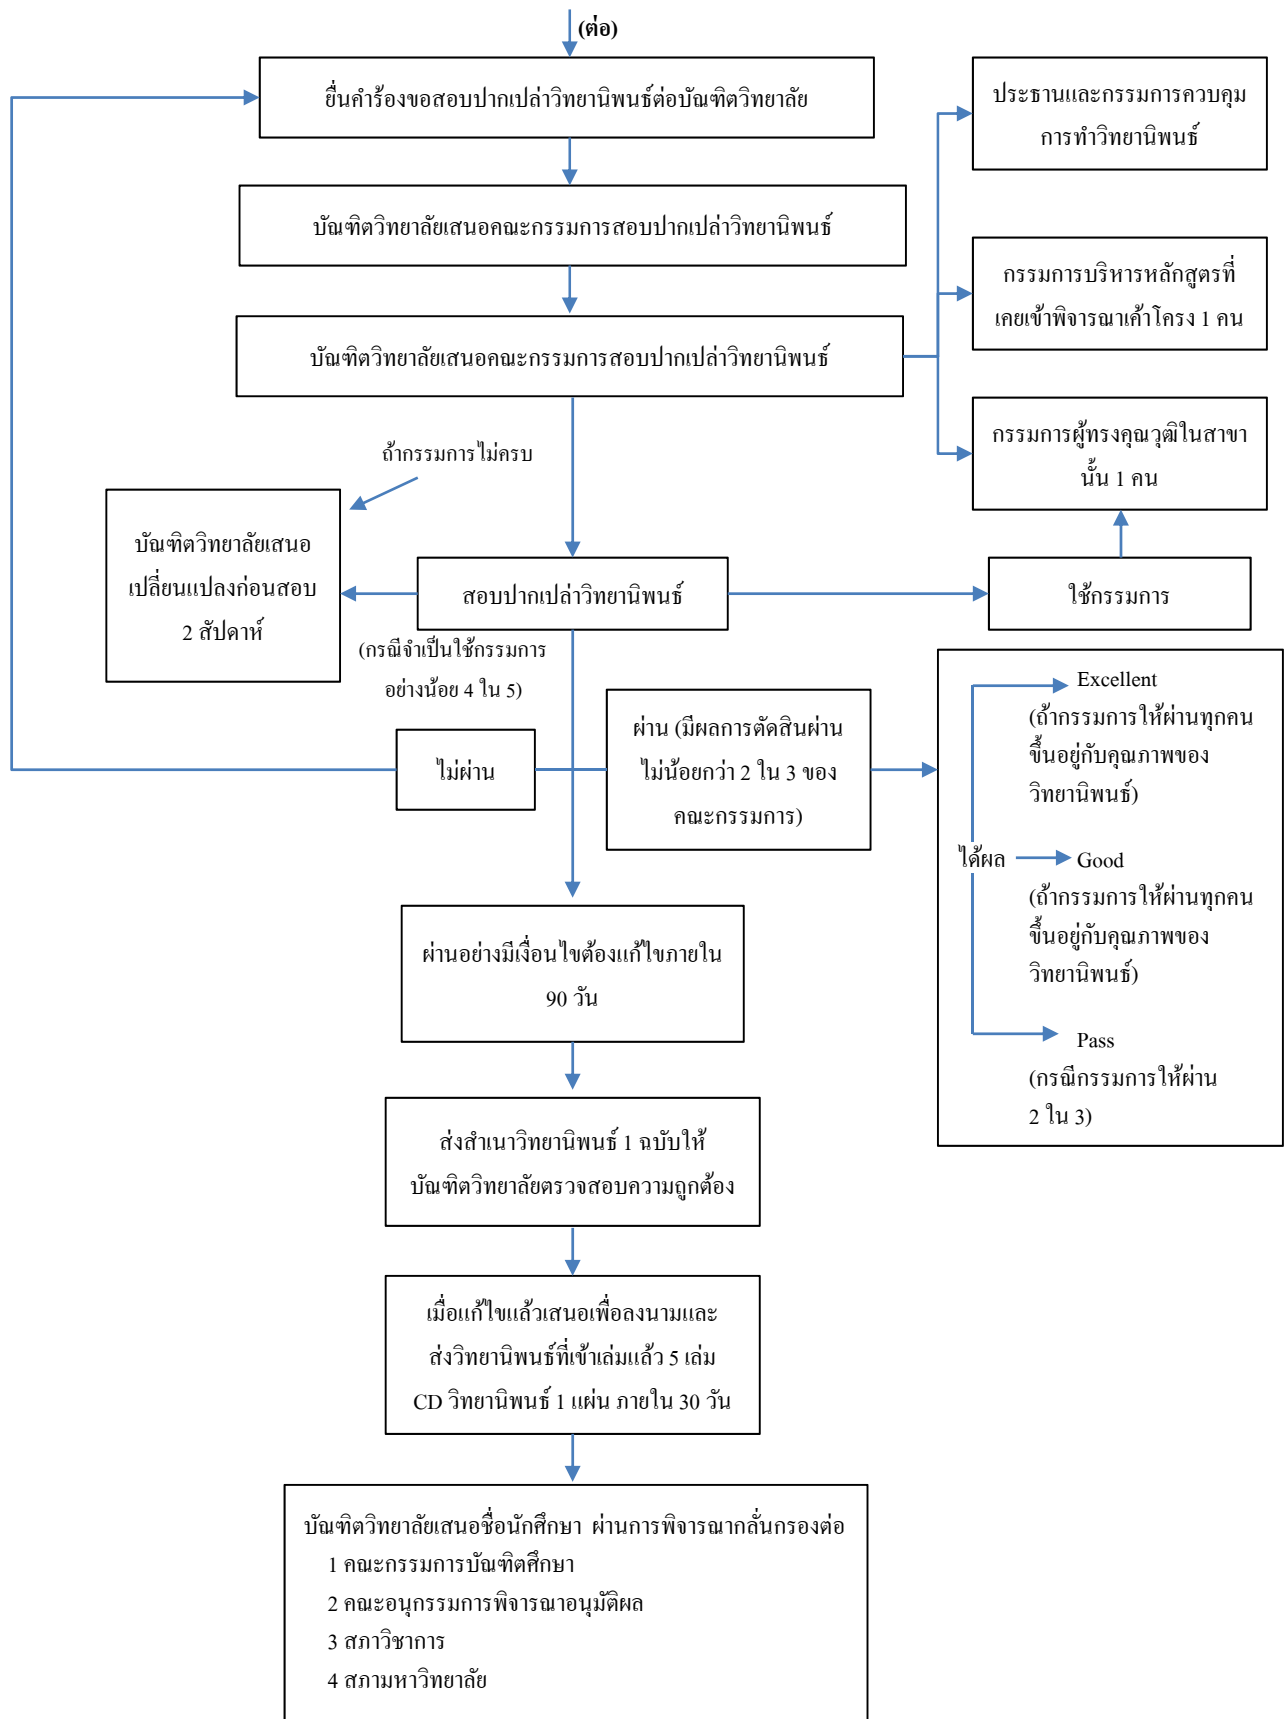 (ต่อ)
ยื่นคำร้องขอสอบปากเปล่าวิทยานิพนธ์ต่อบัณฑิตวิทยาลัย
ประธานและกรรมการควบคุม
การทำวิทยานิพนธ์
บัณฑิตวิทยาลัยเสนอคณะกรรมการสอบปากเปล่าวิทยานิพนธ์
กรรมการบริหารหลักสูตรที่
เคยเข้าพิจารณาเค้าโครง 1 คน
บัณฑิตวิทยาลัยเสนอคณะกรรมการสอบปากเปล่าวิทยานิพนธ์
กรรมการผู้ทรงคุณวุฒิในสาขา
นั้น 1 คน
ถ้ากรรมการไม่ครบ
บัณฑิตวิทยาลัยเสนอ
เปลี่ยนแปลงก่อนสอบ
2 สัปดาห์
สอบปากเปล่าวิทยานิพนธ์
ใช้กรรมการ
(กรณีจำเป็นใช้กรรมการ
อย่างน้อย 4 ใน 5)
ไม่ผ่าน
ผ่าน (มีผลการตัดสินผ่าน
ไม่น้อยกว่า 2 ใน 3 ของ
คณะกรรมการ)
Excellent
(ถ้ากรรมการให้ผ่านทุกคน
ขึ้นอยู่กับคุณภาพของ
วิทยานิพนธ์)
ได้ผล
Good
(ถ้ากรรมการให้ผ่านทุกคน
ขึ้นอยู่กับคุณภาพของ
วิทยานิพนธ์)
Pass
(กรณีกรรมการให้ผ่าน
2 ใน 3)
ผ่านอย่างมีเงื่อนไขต้องแก้ไขภายใน
90 วัน
ส่งสำเนาวิทยานิพนธ์ 1 ฉบับให้
บัณฑิตวิทยาลัยตรวจสอบความถูกต้อง
เมื่อแก้ไขแล้วเสนอเพื่อลงนามและ
ส่งวิทยานิพนธ์ที่เข้าเล่มแล้ว 5 เล่ม
CD วิทยานิพนธ์ 1 แผ่น ภายใน 30 วัน
บัณฑิตวิทยาลัยเสนอชื่อนักศึกษา ผ่านการพิจารณากลั่นกรองต่อ
1 คณะกรรมการบัณฑิตศึกษา
2 คณะอนุกรรมการพิจารณาอนุมัติผล
3 สภาวิชาการ
4 สภามหาวิทยาลัย